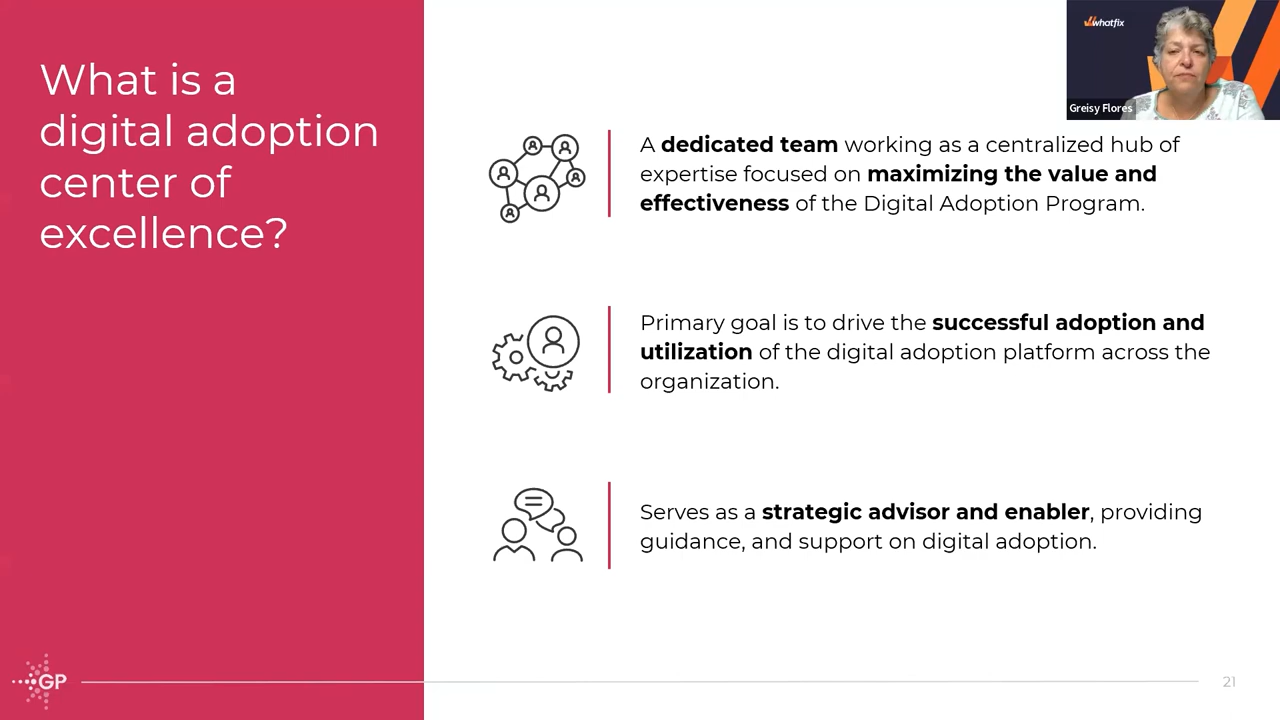 What is a
digital adoption
center of
excellence?
whatfix
Greisy Flores
A dedicated team working as a centralized hub of
expertise focused on maximizing the value and
effectiveness of the Digital Adoption Program.
Primary goal is to drive the successful adoption and
utilization of the digital adoption platform across the
organization.
Serves as a strategic advisor and enabler, providing
guidance, and support on digital adoption.
GP
21